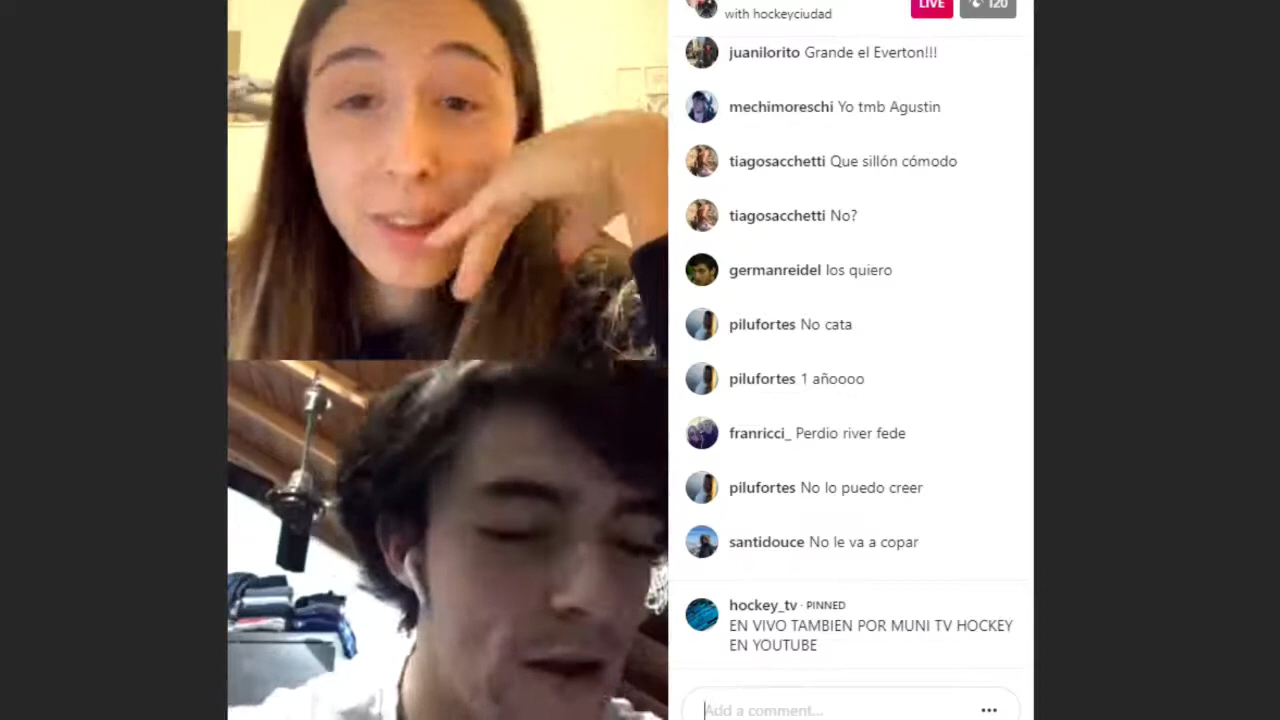 LIVE
120
with hockeyciudad
juanilorito Grande el Everton!!!
mechimoreschi Yo tmb Agustin
tiagosacchetti Que sillón cómodo
tiagosacchetti No?
germanreidel los quiero
pilufortes No cata
pilufortes 1 añoooo
franricci_ Perdio river fede
pilufortes No lo puedo creer
santidouce No le va a copar
hockey_tv · PINNED
EN VIVO TAMBIEN POR MUNI TV HOCKEY
EN YOUTUBE
Add a comment...